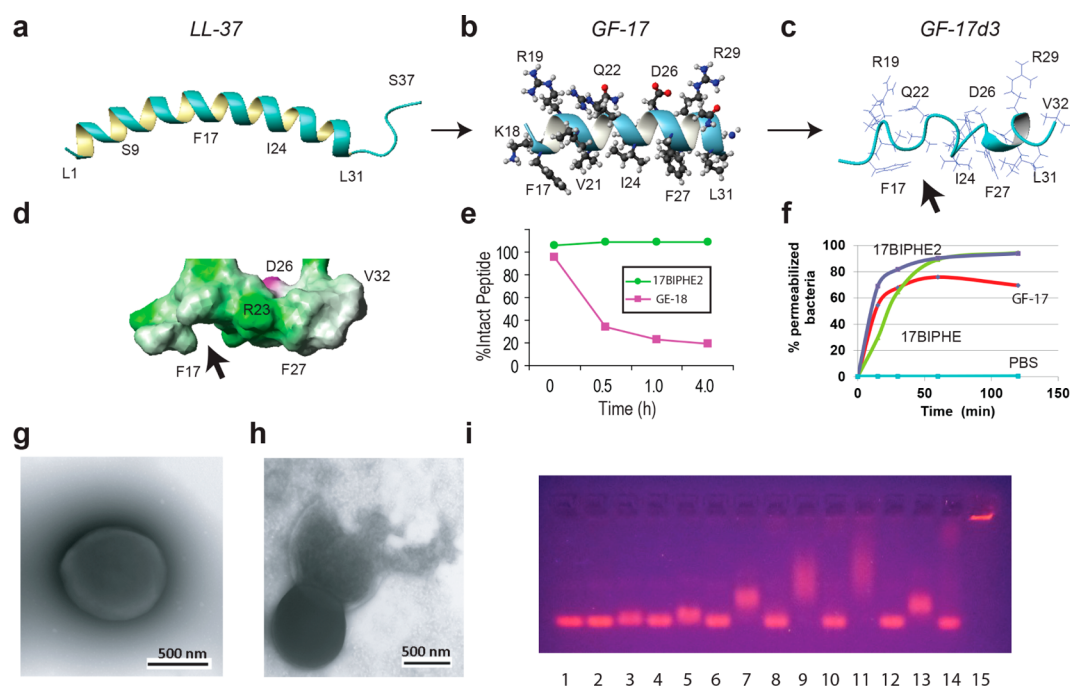 a
LL-37
S37
S9
F17
I24
L1
L31
b
GF-17
R19
Q22
D26
R29
K18
F17
V21
I24
F27
L31
c
GF-17d3
R19
R29
Q22
D26
V32
F17
I24
F27
L31
d
D26
V32
R23
F17
F27
e
%Intact Peptide
100
80
60
40
20
0
17BIPHE2
GE-18
0 0.5 1.0 4.0
Time (h)
f
% permeabilized
bacteria
100
80
60
40
20
0
17BIPHE2
GF-17
17BIPHE
PBS
0 50 100 150
Time (min)
g
500 nm
h
500 nm
i
1 2 3 4 5 6 7 8 9 10 11 12 13 14 15